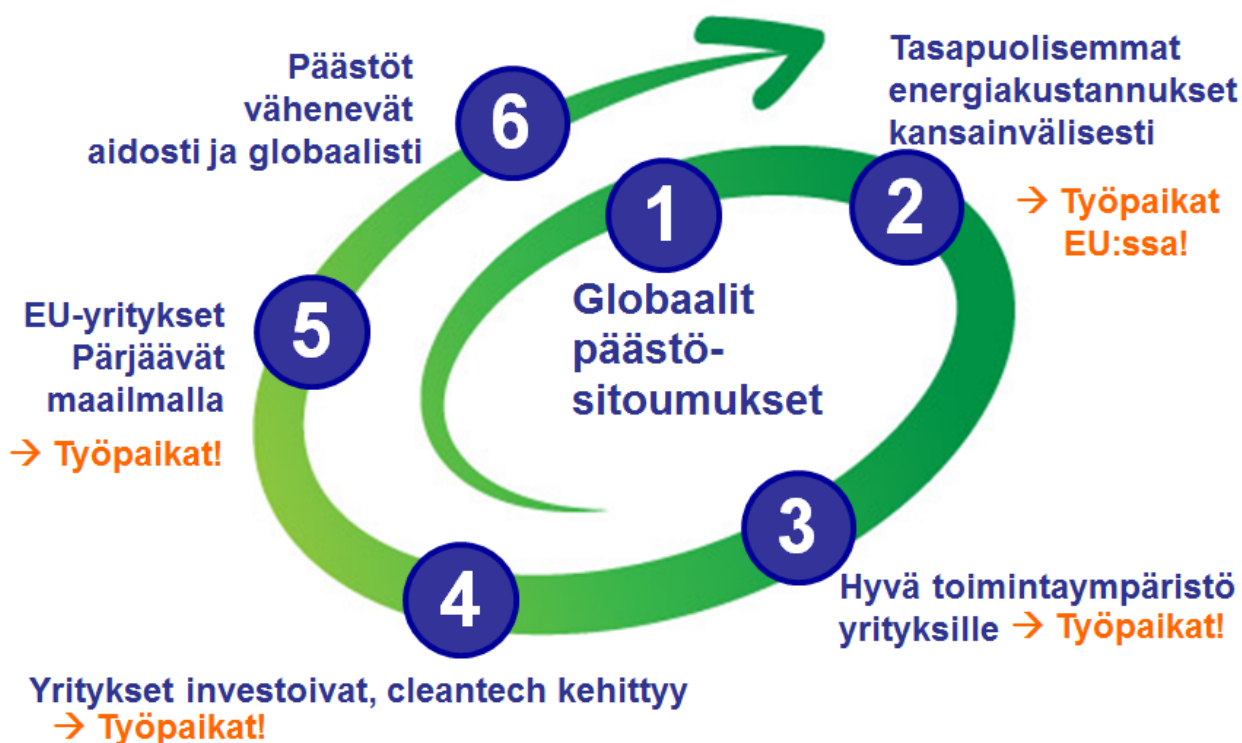 1
Globaalit
päästö-
sitoumukset
2
Tasapuolisemmat
energiakustannukset
kansainvälisesti
→ Työpaikat
EU:ssa!
3
Hyvä toimintaympäristö
yrityksille → Työpaikat!
4
Yritykset investoivat, cleantech kehittyy
→ Työpaikat!
5
EU-yritykset
Pärjäävät
maailmalla
→ Työpaikat!
6
Päästöt
vähenevät
aidosti ja globaalisti